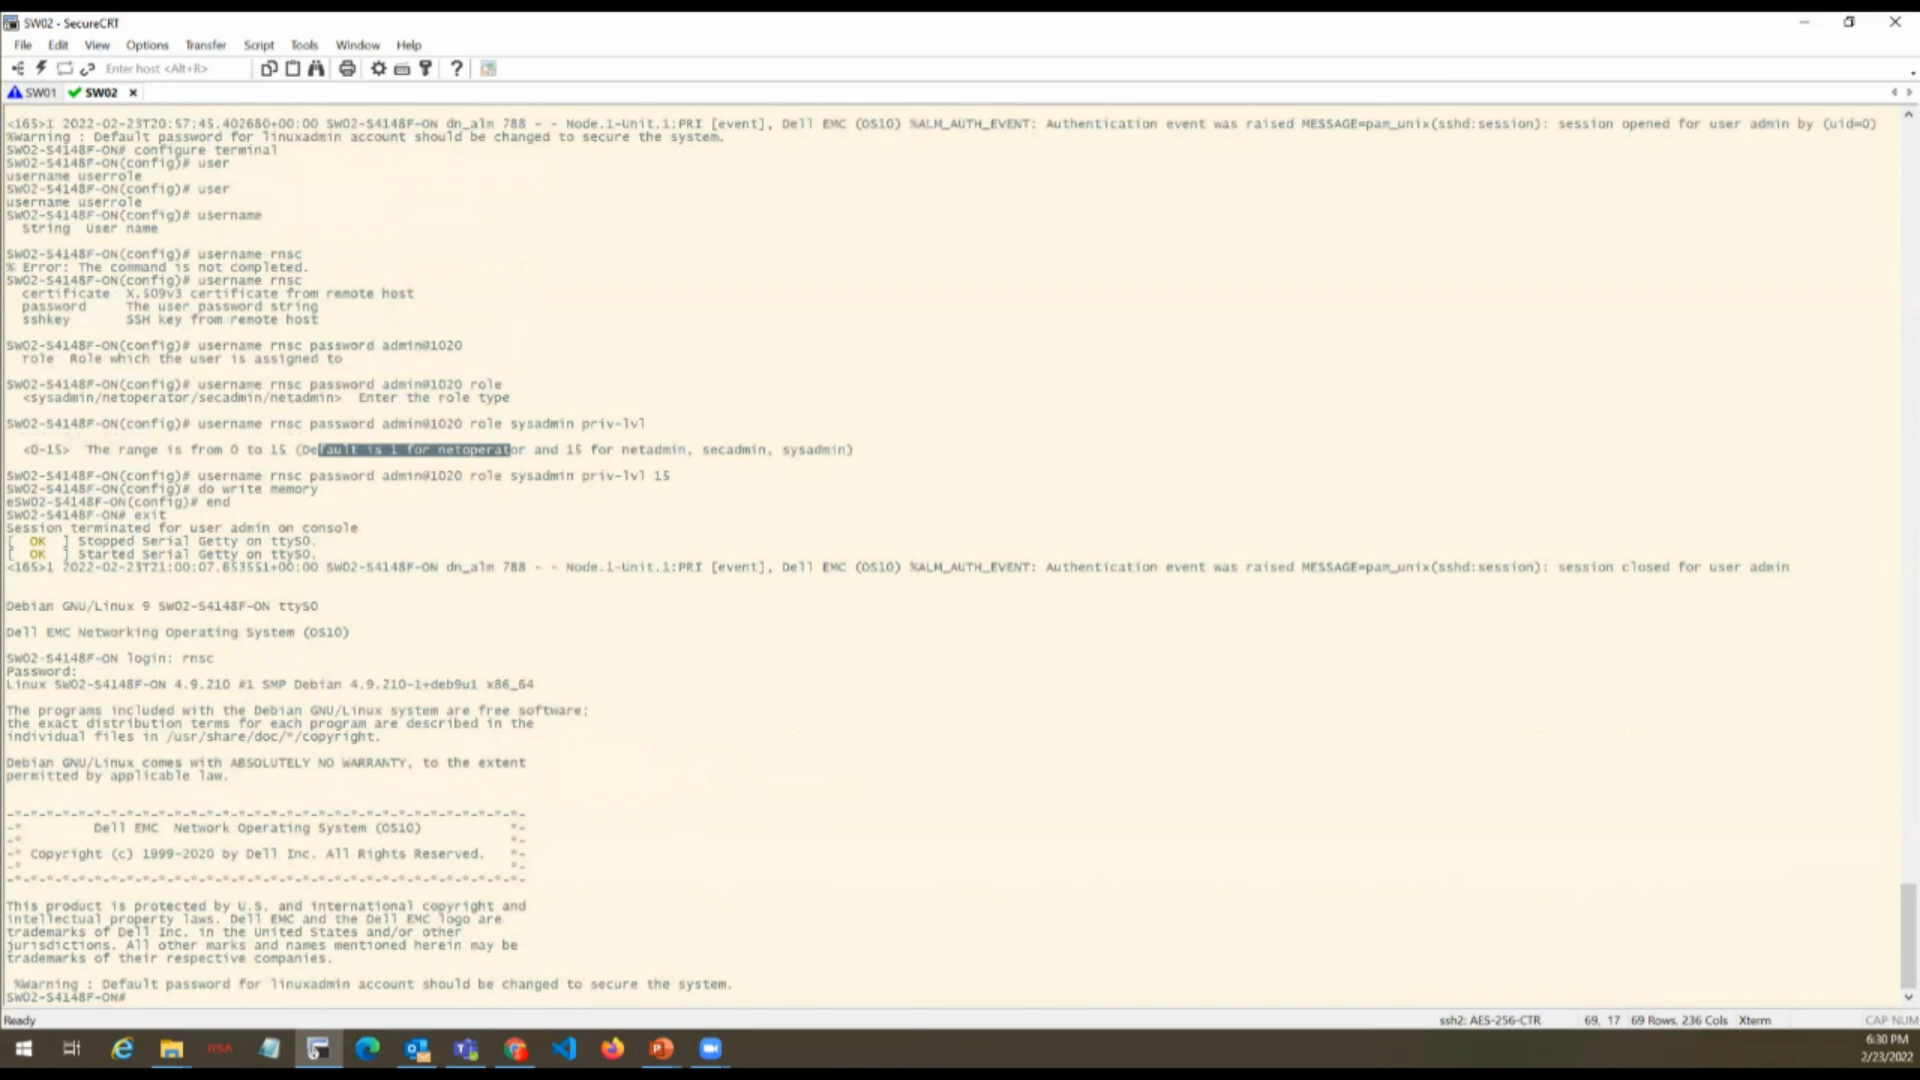 SW02 - SecureCRT
File Edit View Options Transfer Script Tools Window Help
Enter host <Alt+R>
SW01 SW02
<165>1 2022-02-23T20:57:45.402680+00:00 SW02-S4148F-ON dn_alm 788 - - Node.1-Unit.1:PRI [event], Dell EMC (OS10) %ALM_AUTH_EVENT: Authentication event was raised MESSAGE=pam_unix(sshd:session): session opened for user admin by (uid=0)
%Warning : Default password for linuxadmin account should be changed to secure the system.
SW02-S4148F-ON# configure terminal
SW02-S4148F-ON(config)# user
username userrole
SW02-S4148F-ON(config)# user
username userrole
SW02-S4148F-ON(config)# username
String User name
SW02-S4148F-ON(config)# username rnsc
% Error: The command is not completed.
SW02-S4148F-ON(config)# username rnsc
certificate X.509v3 certificate from remote host
password The user password string
sshkey SSH key from remote host
SW02-S4148F-ON(config)# username rnsc password admin@1020
role Role which the user is assigned to
SW02-S4148F-ON(config)# username rnsc password admin@1020 role
<sysadmin/netoperator/secadmin/netadmin> Enter the role type
SW02-S4148F-ON(config)# username rnsc password admin@1020 role sysadmin priv-lvl
<0-15> The range is from 0 to 15 (Default is 1 for netoperator and 15 for netadmin, secadmin, sysadmin)
SW02-S4148F-ON(config)# username rnsc password admin@1020 role sysadmin priv-lvl 15
SW02-S4148F-ON(config)# do write memory
eSW02-S4148F-ON(config)# end
SW02-S4148F-ON# exit
Session terminated for user admin on console
[ OK ] Stopped Serial Getty on ttyS0.
[ OK ] Started Serial Getty on ttyS0.
<165>1 2022-02-23T21:00:07.653551+00:00 SW02-S4148F-ON dn_alm 788 - - Node.1-Unit.1:PRI [event], Dell EMC (OS10) %ALM_AUTH_EVENT: Authentication event was raised MESSAGE=pam_unix(sshd:session): session closed for user admin
Debian GNU/Linux 9 SW02-S4148F-ON ttyS0
Dell EMC Networking Operating System (OS10)
SW02-S4148F-ON login: rnsc
Password:
Linux SW02-S4148F-ON 4.9.210 #1 SMP Debian 4.9.210-1+deb9u1 x86_64
The programs included with the Debian GNU/Linux system are free software;
the exact distribution terms for each program are described in the
individual files in /usr/share/doc/*/copyright.
Debian GNU/Linux comes with ABSOLUTELY NO WARRANTY, to the extent
permitted by applicable law.
-*-*-*-*-*-*-*-*-*-*-*-*-*-*-*-*-*-*-*-*-*-*-*-*-*-*-*-*-*-*-*-*-
-* Dell EMC Network Operating System (OS10) *-
-* *-
-* Copyright (c) 1999-2020 by Dell Inc. All Rights Reserved. *-
-* *-
-*-*-*-*-*-*-*-*-*-*-*-*-*-*-*-*-*-*-*-*-*-*-*-*-*-*-*-*-*-*-*-*-
This product is protected by U.S. and international copyright and
intellectual property laws. Dell EMC and the Dell EMC logo are
trademarks of Dell Inc. in the United States and/or other
jurisdictions. All other marks and names mentioned herein may be
trademarks of their respective companies.
%Warning : Default password for linuxadmin account should be changed to secure the system.
SW02-S4148F-ON#
Ready ssh2: AES-256-CTR 69, 17 69 Rows, 236 Cols Xterm CAP NUM
RSA
6:30 PM
2/23/2022